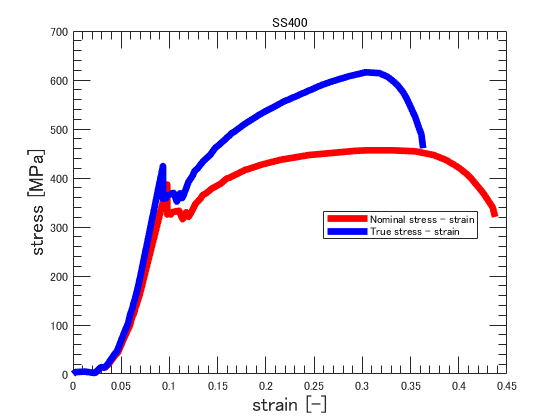 SS400
700
600
500
400
300
200
100
0
stress [MPa]
Nominal stress - strain
True stress - strain
0 0.05 0.1 0.15 0.2 0.25 0.3 0.35 0.4 0.45
strain [-]